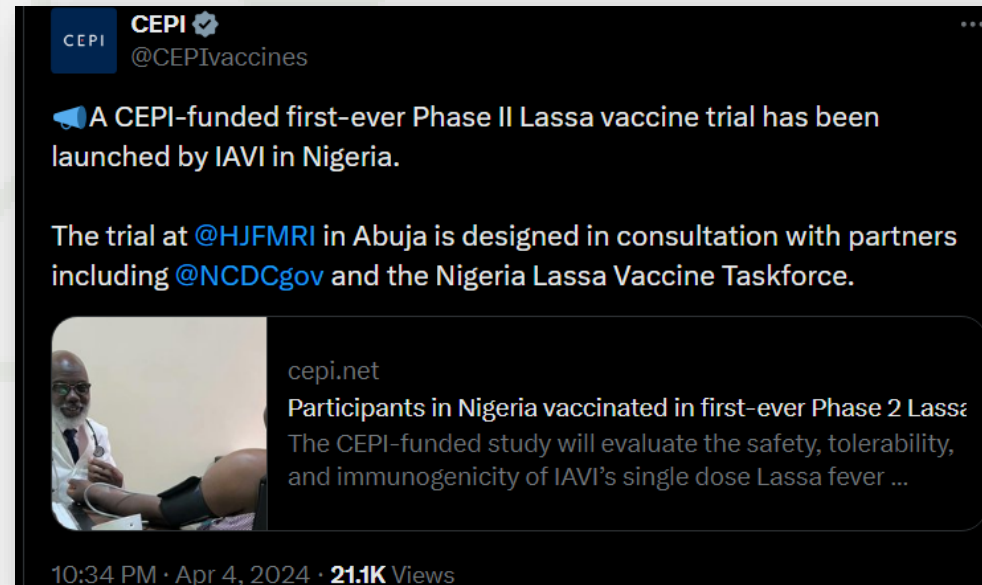 CEPI
CEPI
@CEPIvaccines
A CEPI-funded first-ever Phase II Lassa vaccine trial has been
launched by IAVI in Nigeria.
The trial at @HJFMRI in Abuja is designed in consultation with partners
including @NCDCgov and the Nigeria Lassa Vaccine Taskforce.
cepi.net
Participants in Nigeria vaccinated in first-ever Phase 2 Lassa
The CEPI-funded study will evaluate the safety, tolerability,
and immunogenicity of IAVI’s single dose Lassa fever ...
10:34 PM · Apr 4, 2024 · 21.1K Views